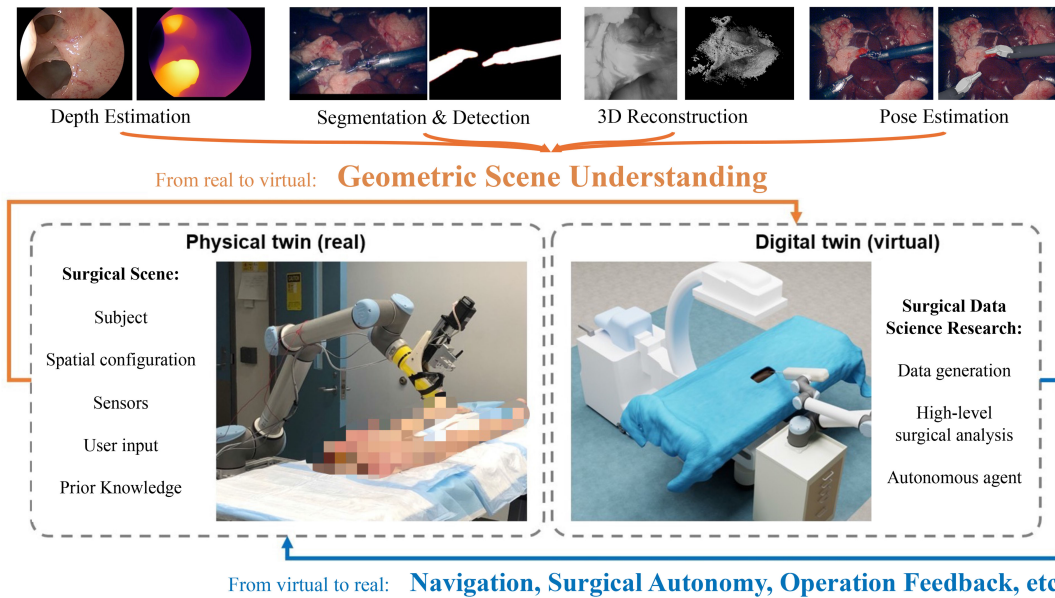 Depth Estimation
Segmentation & Detection
3D Reconstruction
Pose Estimation
From real to virtual: Geometric Scene Understanding
Physical twin (real)
Surgical Scene:
Subject
Spatial configuration
Sensors
User input
Prior Knowledge
Digital twin (virtual)
Surgical Data
Science Research:
Data generation
High-level
surgical analysis
Autonomous agent
From virtual to real: Navigation, Surgical Autonomy, Operation Feedback, etc